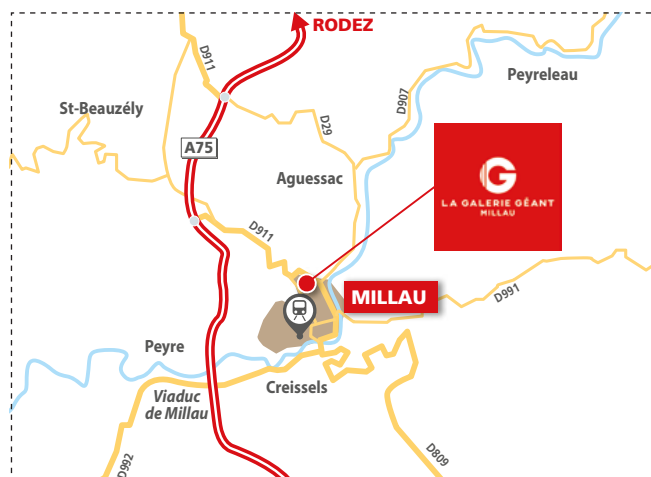 RODEZ
D911
Peyreleau
D907
St-Beauzély
D29
A75
Aguessac
G
LA GALERIE GÉANT
MILLAU
D911
MILLAU
D991
Peyre
Creissels
Viaduc
de Millau
D992
D809